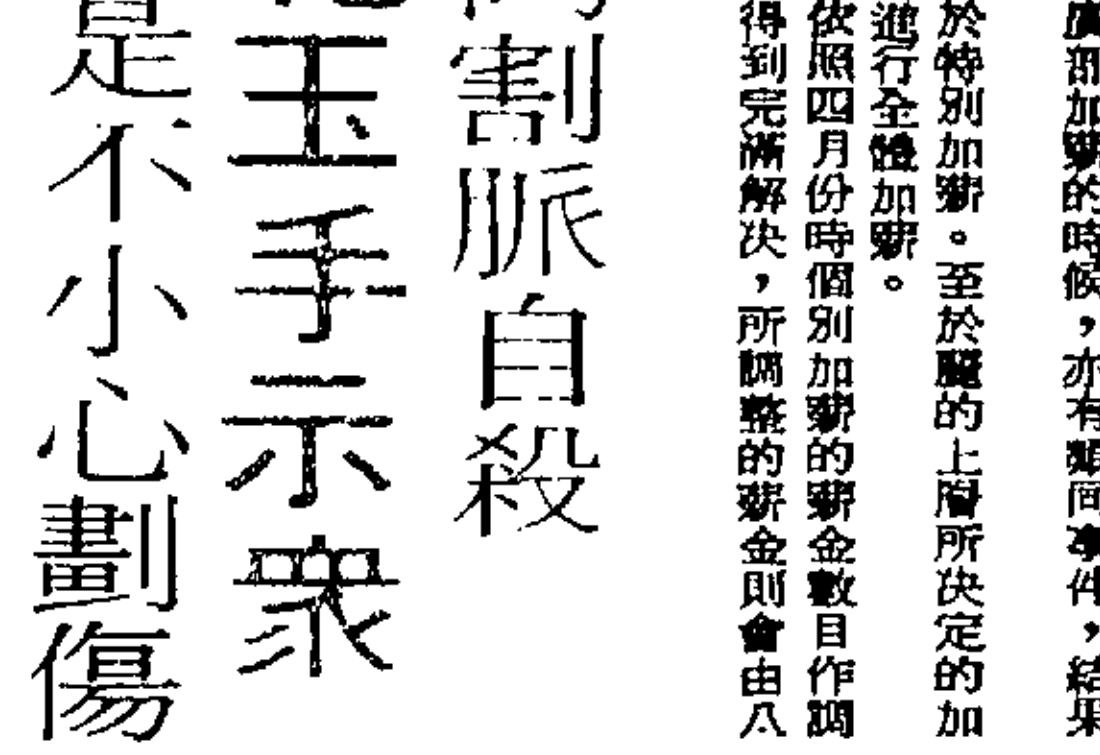 廣部加薪的時候，亦有類同事件，結果
於特別加薪。至於廳的上層所決定的加
進行全體加薪。
依照四月份時個別加薪的薪金數目作調
得到完滿解決，所調整的薪金則會由八
割脈自殺
玉手示眾
是不小心劃傷